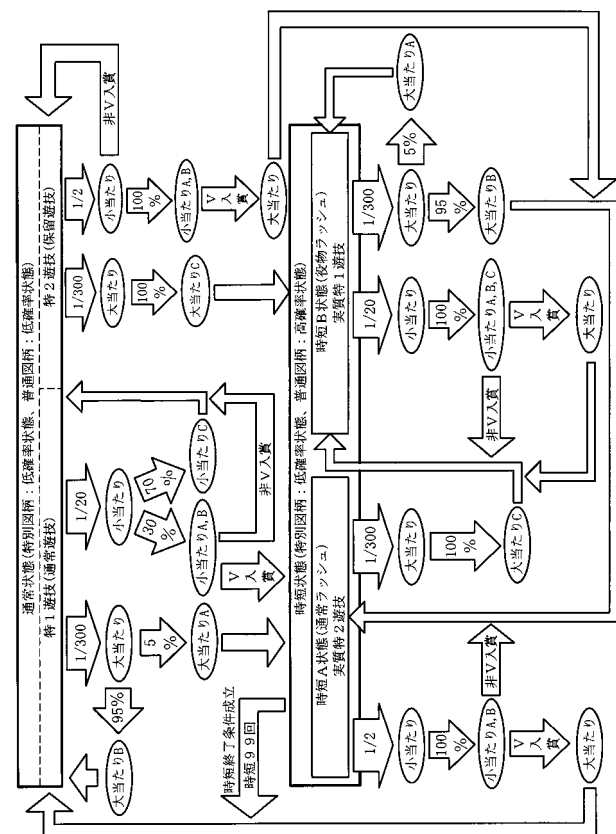 通常状態(特別図柄：低確率状態、普通図柄：低確率状態)
特1遊技(通常遊技)
特2遊技(保留遊技)
1/300
大当たり
95%
大当たりB
5%
大当たりA
1/20
小当たり
30%
70%
小当たりA,B
小当たりC
V入賞
非V入賞
1/300
大当たり
100%
大当たりC
1/2
小当たり
100%
小当たりA,B
V入賞
大当たり
非V入賞
時短終了条件成立
時短99回
時短状態(特別図柄：低確率状態、普通図柄：高確率状態)
時短A状態(通常ラッシュ)
実質特2遊技
時短B状態(役物ラッシュ)
実質特1遊技
1/2
小当たり
100%
小当たりA,B
V入賞
大当たり
非V入賞
1/300
大当たり
100%
大当たりC
1/20
小当たり
100%
小当たりA,B,C
V入賞
大当たり
非V入賞
1/300
大当たり
5%
大当たりA
95%
大当たりB